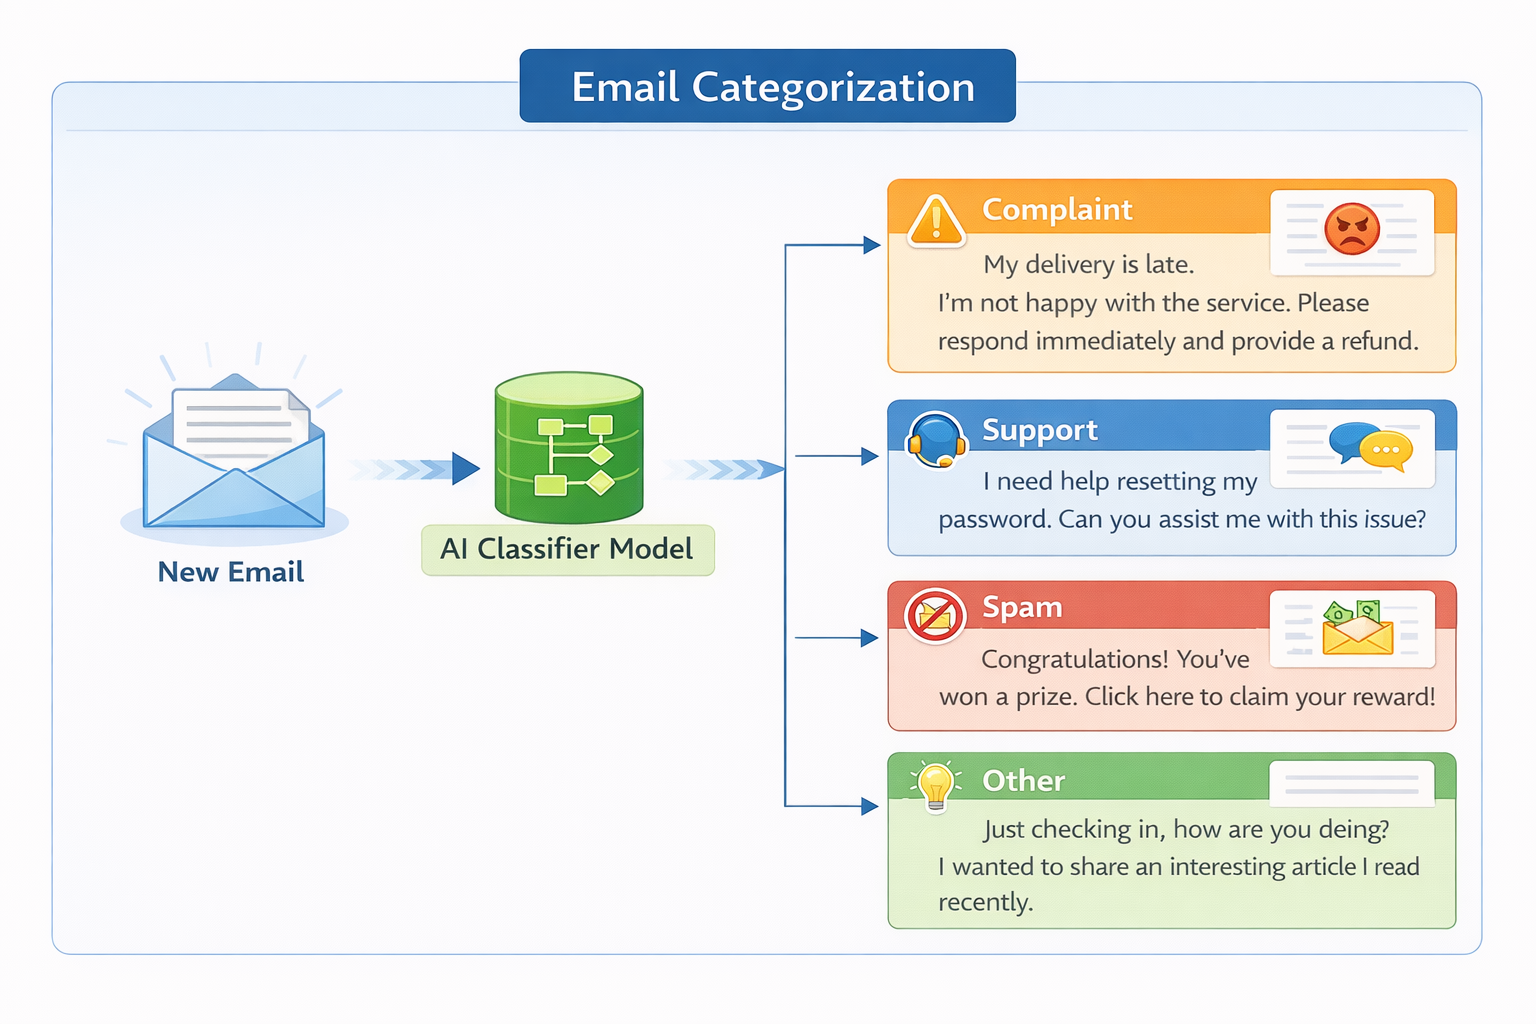 Email Categorization
New Email
AI Classifier Model
Complaint
My delivery is late.
I'm not happy with the service. Please
respond immediately and provide a refund.
Support
I need help resetting my
password. Can you assist me with this issue?
Spam
Congratulations! You've
won a prize. Click here to claim your reward!
Other
Just checking in, how are you deing?
I wanted to share an interesting article I read
recently.